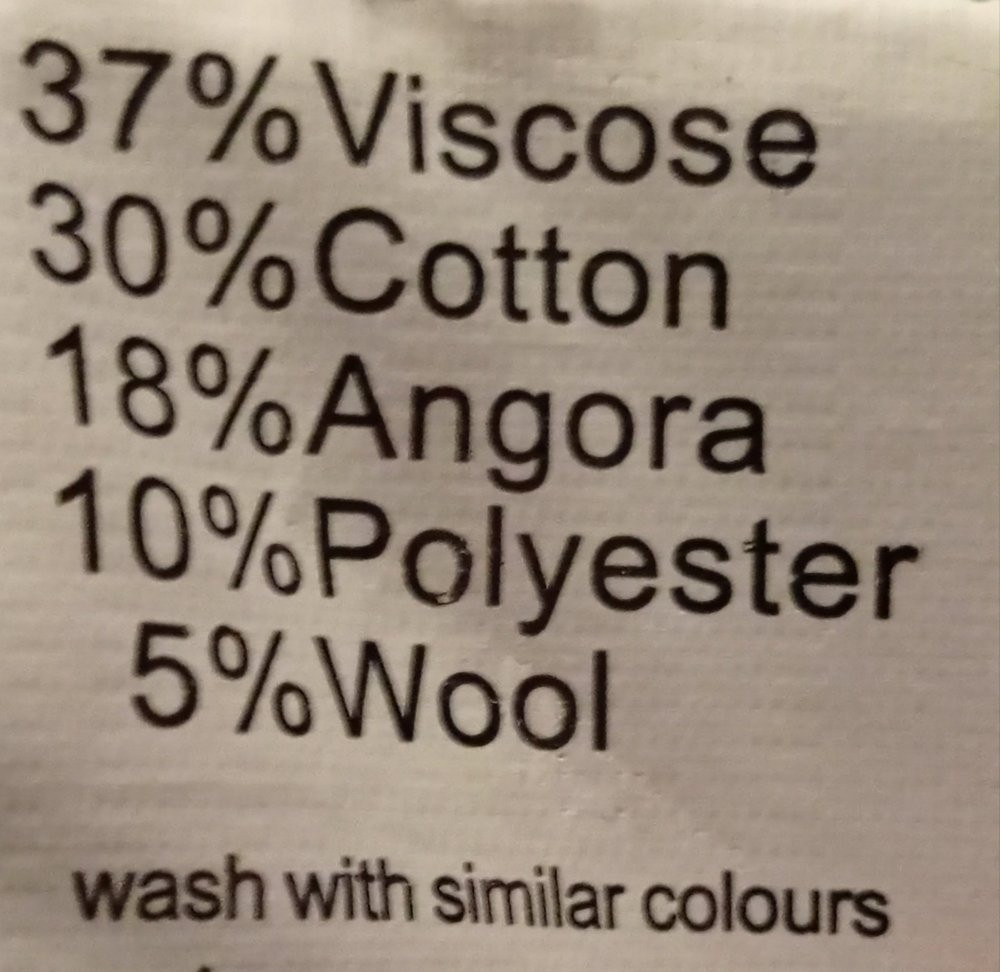 37%Viscose
30%Cotton
18%Angora
10%Polyester
5%Wool
wash with similar colours